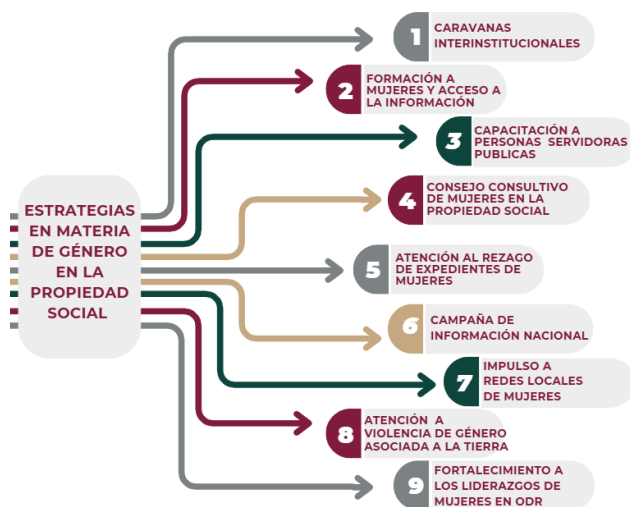 ESTRATEGIAS
EN MATERIA
DE GÉNERO
EN LA
PROPIEDAD
SOCIAL
1
CARAVANAS
INTERINSTITUCIONALES
2
FORMACIÓN A
MUJERES Y ACCESO A
LA INFORMACIÓN
3
CAPACITACIÓN A
PERSONAS SERVIDORAS
PUBLICAS
4
CONSEJO CONSULTIVO
DE MUJERES EN LA
PROPIEDAD SOCIAL
5
ATENCIÓN AL REZAGO
DE EXPEDIENTES DE
MUJERES
6
CAMPAÑA DE
INFORMACIÓN NACIONAL
7
IMPULSO A
REDES LOCALES
DE MUJERES
8
ATENCIÓN A
VIOLENCIA DE GÉNERO
ASOCIADA A LA TIERRA
9
FORTALECIMIENTO A
LOS LIDERAZGOS DE
MUJERES EN ODR